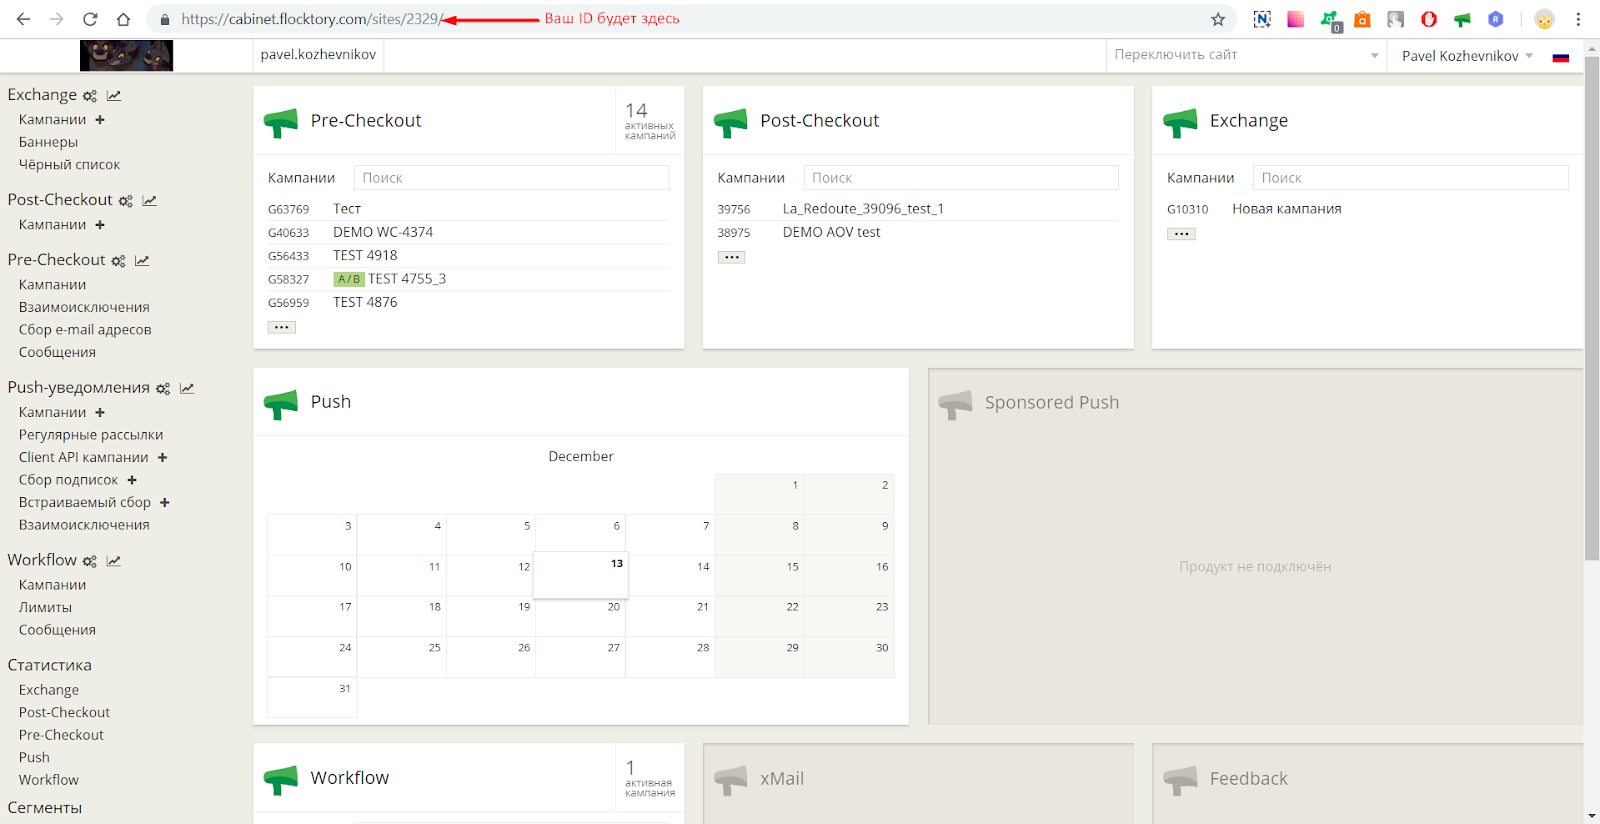 https://cabinet.flocktory.com/sites/2329/
Ваш ID будет здесь
0
pavel.kozhevnikov
Переключить сайт
Pavel Kozhevnikov
Exchange
Кампании +
Баннеры
Чёрный список
Post-Checkout
Кампании +
Pre-Checkout
Кампании
Взаимоисключения
Сбор e-mail адресов
Сообщения
Push-уведомления
Кампании +
Регулярные рассылки
Client API кампании +
Сбор подписок +
Встраиваемый сбор +
Взаимоисключения
Workflow
Кампании
Лимиты
Сообщения
Статистика
Exchange
Post-Checkout
Pre-Checkout
Push
Workflow
Сегменты
Pre-Checkout
14
активных
кампаний
Кампании
Поиск
G63769 Тест
G40633 DEMO WC-4374
G56433 TEST 4918
G58327 A/B TEST 4755_3
G56959 TEST 4876
•••
Post-Checkout
Кампании
Поиск
39756 La_Redoute_39096_test_1
38975 DEMO AOV test
•••
Exchange
Кампании
Поиск
G10310 Новая кампания
•••
Push
December
1 2
3 4 5 6 7 8 9
10 11 12 13 14 15 16
17 18 19 20 21 22 23
24 25 26 27 28 29 30
31
Sponsored Push
Продукт не подключён
Workflow
1
активная
кампания
xMail
Feedback